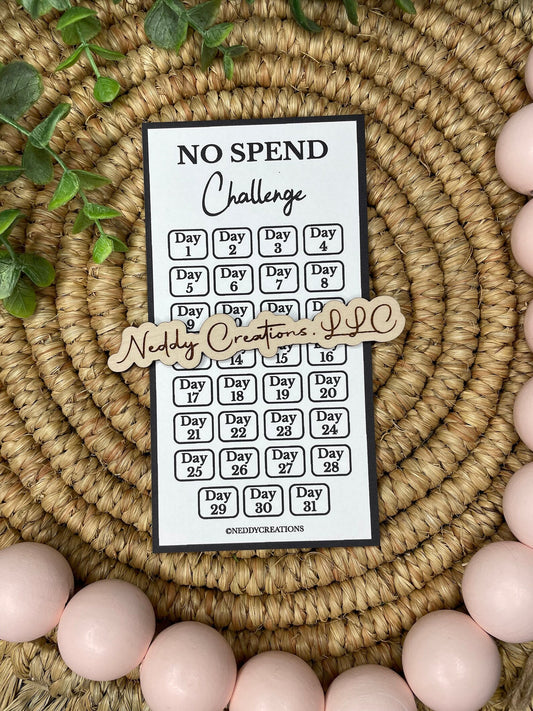 NO SPEND
Challenge
Day 1 Day 2 Day 3 Day 4
Day 5 Day 6 Day 7 Day 8
Day 9 Day Day Day
Neddy Creations, LLC
14 15 16
Day 17 Day 18 Day 19 Day 20
Day 21 Day 22 Day 23 Day 24
Day 25 Day 26 Day 27 Day 28
Day 29 Day 30 Day 31
©NEDDYCREATIONS